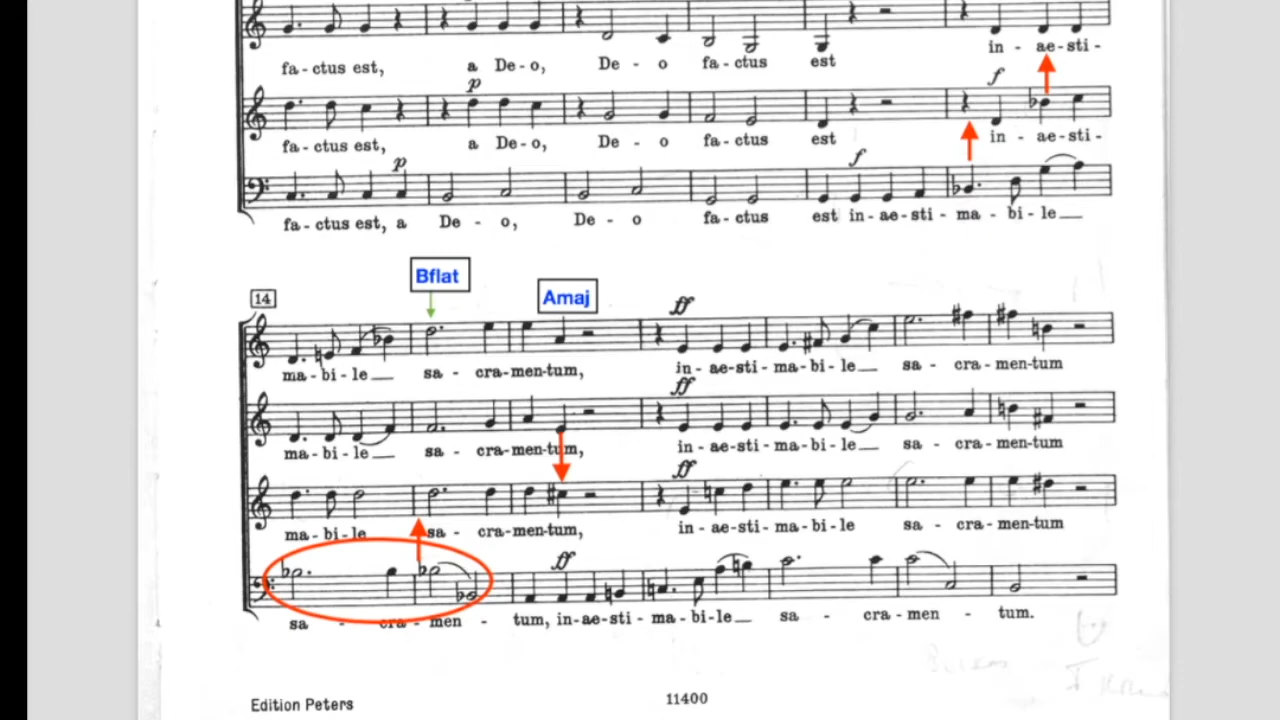 in - ae-sti-
fa-ctus est, a De-o, De - o fa-ctus est
p f
fa-ctus est, a De-o, De - o fa-ctus est in - ae-sti-
p f
fa-ctus est, a De - o, De - o fa-ctus est in-ae-sti-ma-bi-le
Bflat
14 Amaj
ff
ma-bi-le sa-cra-men-tum, in-ae-sti-ma-bi-le sa - cra-men-tum
ff
ma-bi-le sa-cra-men-tum, in-ae-sti-ma-bi-le sa - cra-men-tum
ff
ma-bi-le sa-cra-men-tum, in-ae-sti-ma-bi-le sa - cra-men-tum
ff
sa - cra-men - tum, in-ae-sti-ma-bi-le sa - cra-men - tum.
Edition Peters 11400